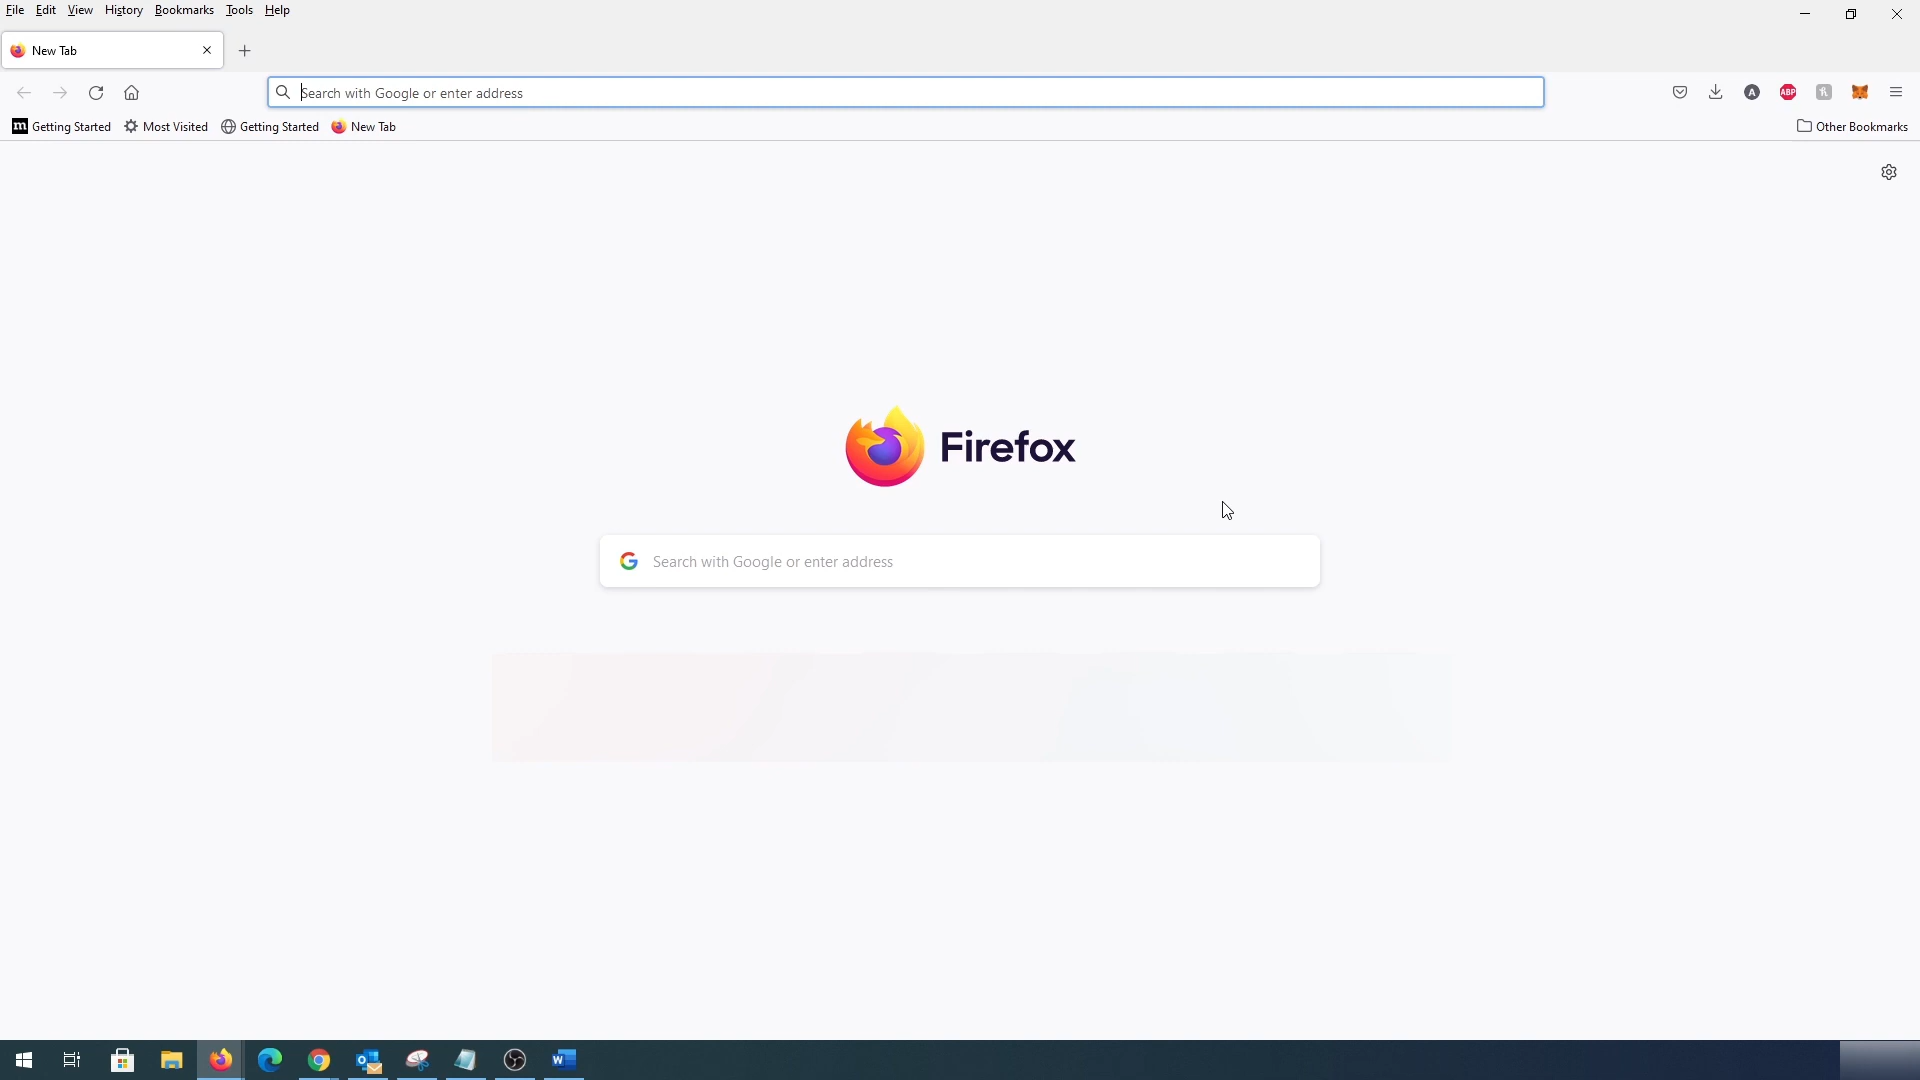 File Edit View History Bookmarks Tools Help
New Tab
Search with Google or enter address
ABP
Getting Started Most Visited Getting Started New Tab Other Bookmarks
Firefox
Search with Google or enter address